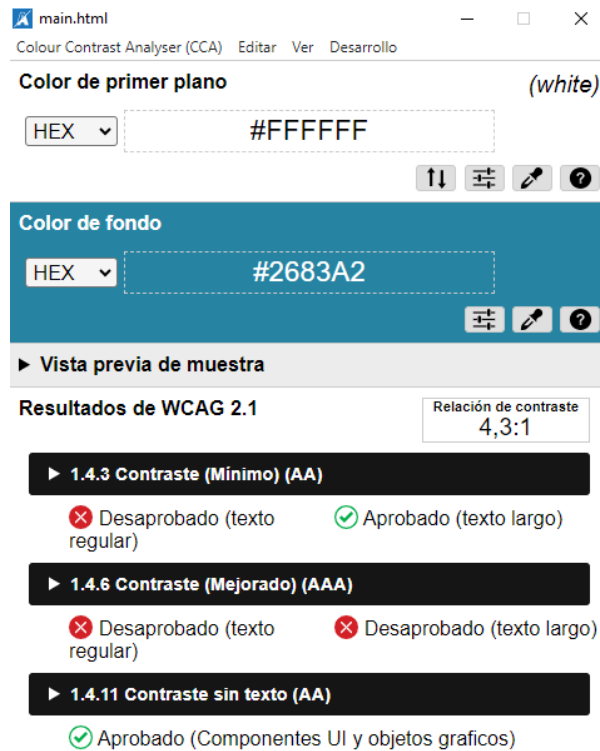 main.html
Colour Contrast Analyser (CCA) Editar Ver Desarrollo
Color de primer plano (white)
HEX #FFFFFF
Color de fondo
HEX #2683A2
Vista previa de muestra
Resultados de WCAG 2.1 Relación de contraste
4,3:1
1.4.3 Contraste (Mínimo) (AA)
Desaprobado (texto regular) Aprobado (texto largo)
1.4.6 Contraste (Mejorado) (AAA)
Desaprobado (texto regular) Desaprobado (texto largo)
1.4.11 Contraste sin texto (AA)
Aprobado (Componentes UI y objetos graficos)